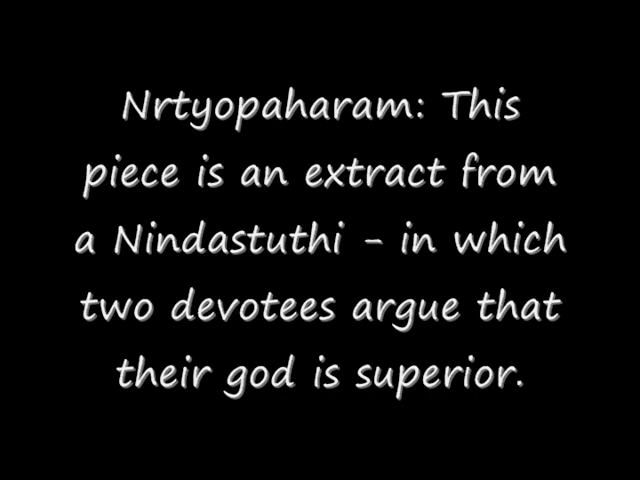 Nrtyopaharam: This
piece is an extract from
a Nindastuthi - in which
two devotees argue that
their god is superior.